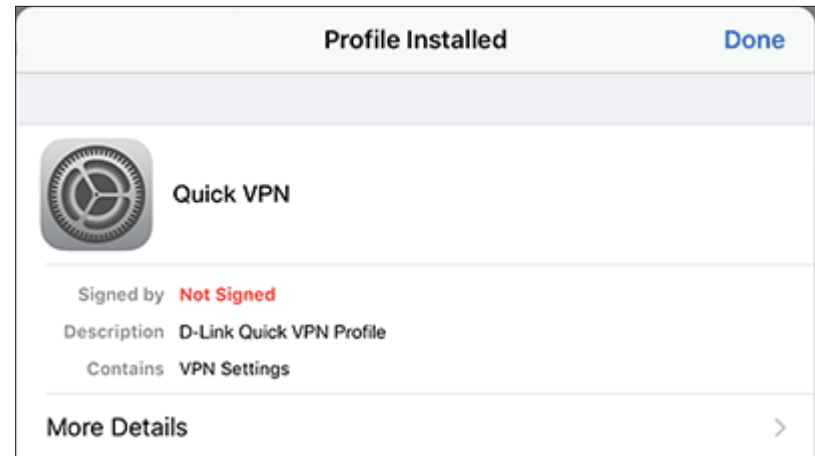 Profile Installed Done
Quick VPN
Signed by Not Signed
Description D-Link Quick VPN Profile
Contains VPN Settings
More Details